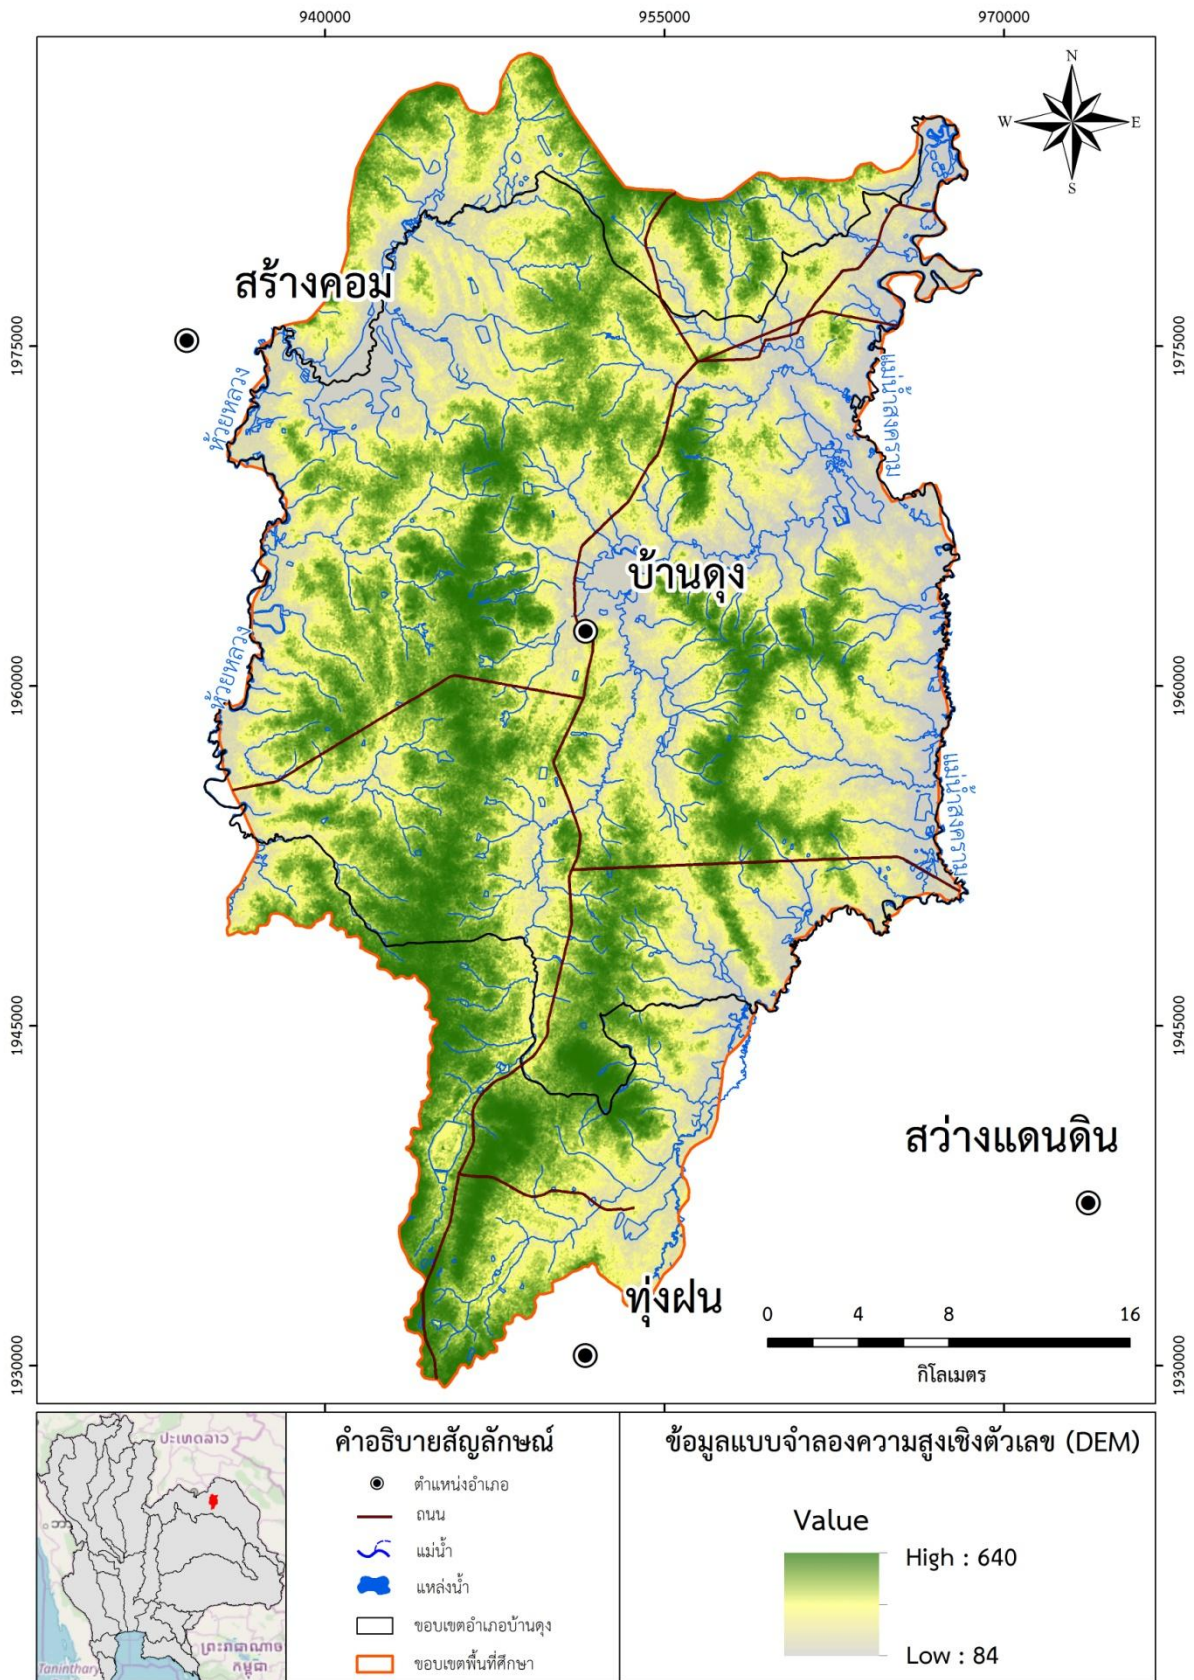 940000
955000
970000
N
W
E
S
สร้างคอม
1975000
1975000
ห้วยหลวง
แม่น้ำสงคราม
บ้านดุง
1960000
1960000
ห้วยหลวง
แม่น้ำสงคราม
1945000
1945000
สว่างแดนดิน
ทุ่งฝน
0 4 8 16
กิโลเมตร
1930000
1930000
คำอธิบายสัญลักษณ์
ตำแหน่งอำเภอ
ถนน
แม่น้ำ
แหล่งน้ำ
ขอบเขตอำเภอบ้านดุง
ขอบเขตพื้นที่ศึกษา
ข้อมูลแบบจำลองความสูงเชิงตัวเลข (DEM)
Value
High : 640
Low : 84
ປະເທດລາວ
Taninthary